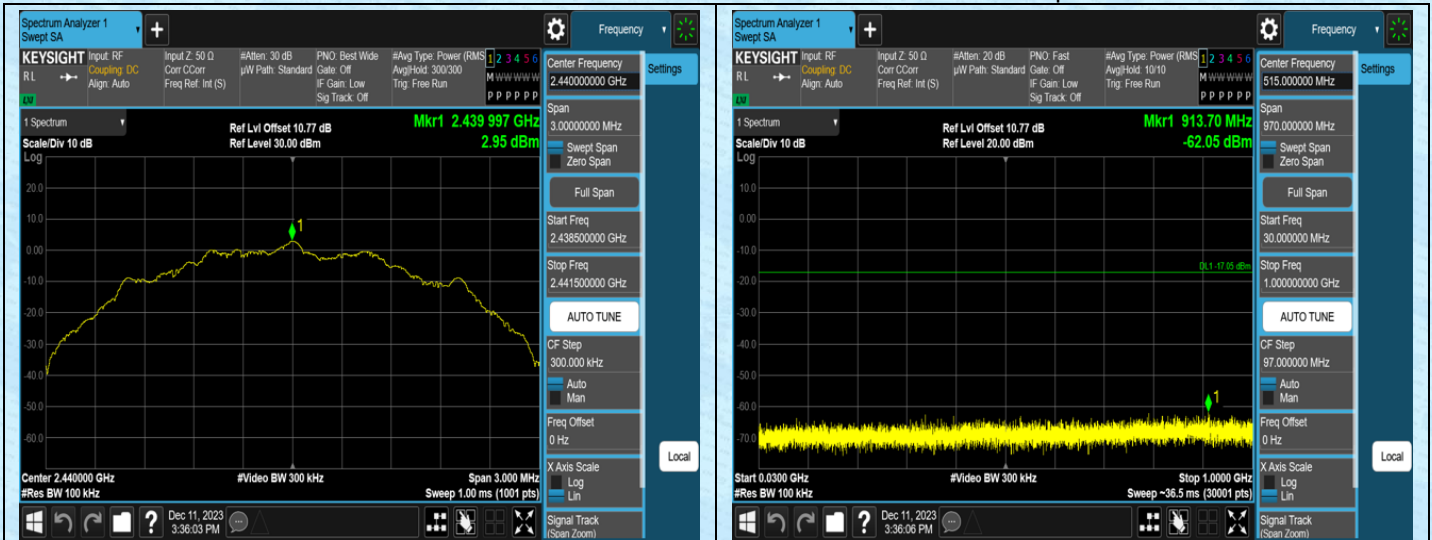 Spectrum Analyzer 1
Swept SA
Frequency
KEYSIGHT
Input: RF
Input Z: 50 Ω
#Atten: 30 dB
PNO: Best Wide
#Avg Type: Power (RMS
1 2 3 4 5 6
RL
Coupling: DC
Corr CCorr
µW Path: Standard
Gate: Off
Avg|Hold: 300/300
M W W W W W
Align: Auto
Freq Ref: Int (S)
IF Gain: Low
Trig: Free Run
Sig Track: Off
P P P P P P
LXI
1 Spectrum
Ref Lvl Offset 10.77 dB
Mkr1 2.439 997 GHz
Scale/Div 10 dB
Ref Level 30.00 dBm
2.95 dBm
Log
20.0
10.0
0.00
-10.0
-20.0
-30.0
-40.0
-50.0
-60.0
1
Center 2.440000 GHz
#Video BW 300 kHz
Span 3.000 MHz
#Res BW 100 kHz
Sweep 1.00 ms (1001 pts)
Center Frequency
2.440000000 GHz
Settings
Span
3.00000000 MHz
Swept Span
Zero Span
Full Span
Start Freq
2.438500000 GHz
Stop Freq
2.441500000 GHz
AUTO TUNE
CF Step
300.000 kHz
Auto
Man
Freq Offset
0 Hz
X Axis Scale
Log
Lin
Local
Signal Track
(Span Zoom)
?
Dec 11, 2023
3:36:03 PM
Spectrum Analyzer 1
Swept SA
Frequency
KEYSIGHT
Input: RF
Input Z: 50 Ω
#Atten: 20 dB
PNO: Fast
#Avg Type: Power (RMS
1 2 3 4 5 6
RL
Coupling: DC
Corr CCorr
µW Path: Standard
Gate: Off
Avg|Hold: 10/10
M W W W W W
Align: Auto
Freq Ref: Int (S)
IF Gain: Low
Trig: Free Run
Sig Track: Off
P P P P P P
LXI
1 Spectrum
Ref Lvl Offset 10.77 dB
Mkr1 913.70 MHz
Scale/Div 10 dB
Ref Level 20.00 dBm
-62.05 dBm
Log
10.0
0.00
-10.0
DL1 -17.05 dBm
-20.0
-30.0
-40.0
-50.0
-60.0
-70.0
1
Start 0.0300 GHz
#Video BW 300 kHz
Stop 1.0000 GHz
#Res BW 100 kHz
Sweep ~36.5 ms (30001 pts)
Center Frequency
515.000000 MHz
Settings
Span
970.000000 MHz
Swept Span
Zero Span
Full Span
Start Freq
30.000000 MHz
Stop Freq
1.000000000 GHz
AUTO TUNE
CF Step
97.000000 MHz
Auto
Man
Freq Offset
0 Hz
X Axis Scale
Log
Lin
Local
Signal Track
(Span Zoom)
?
Dec 11, 2023
3:36:06 PM